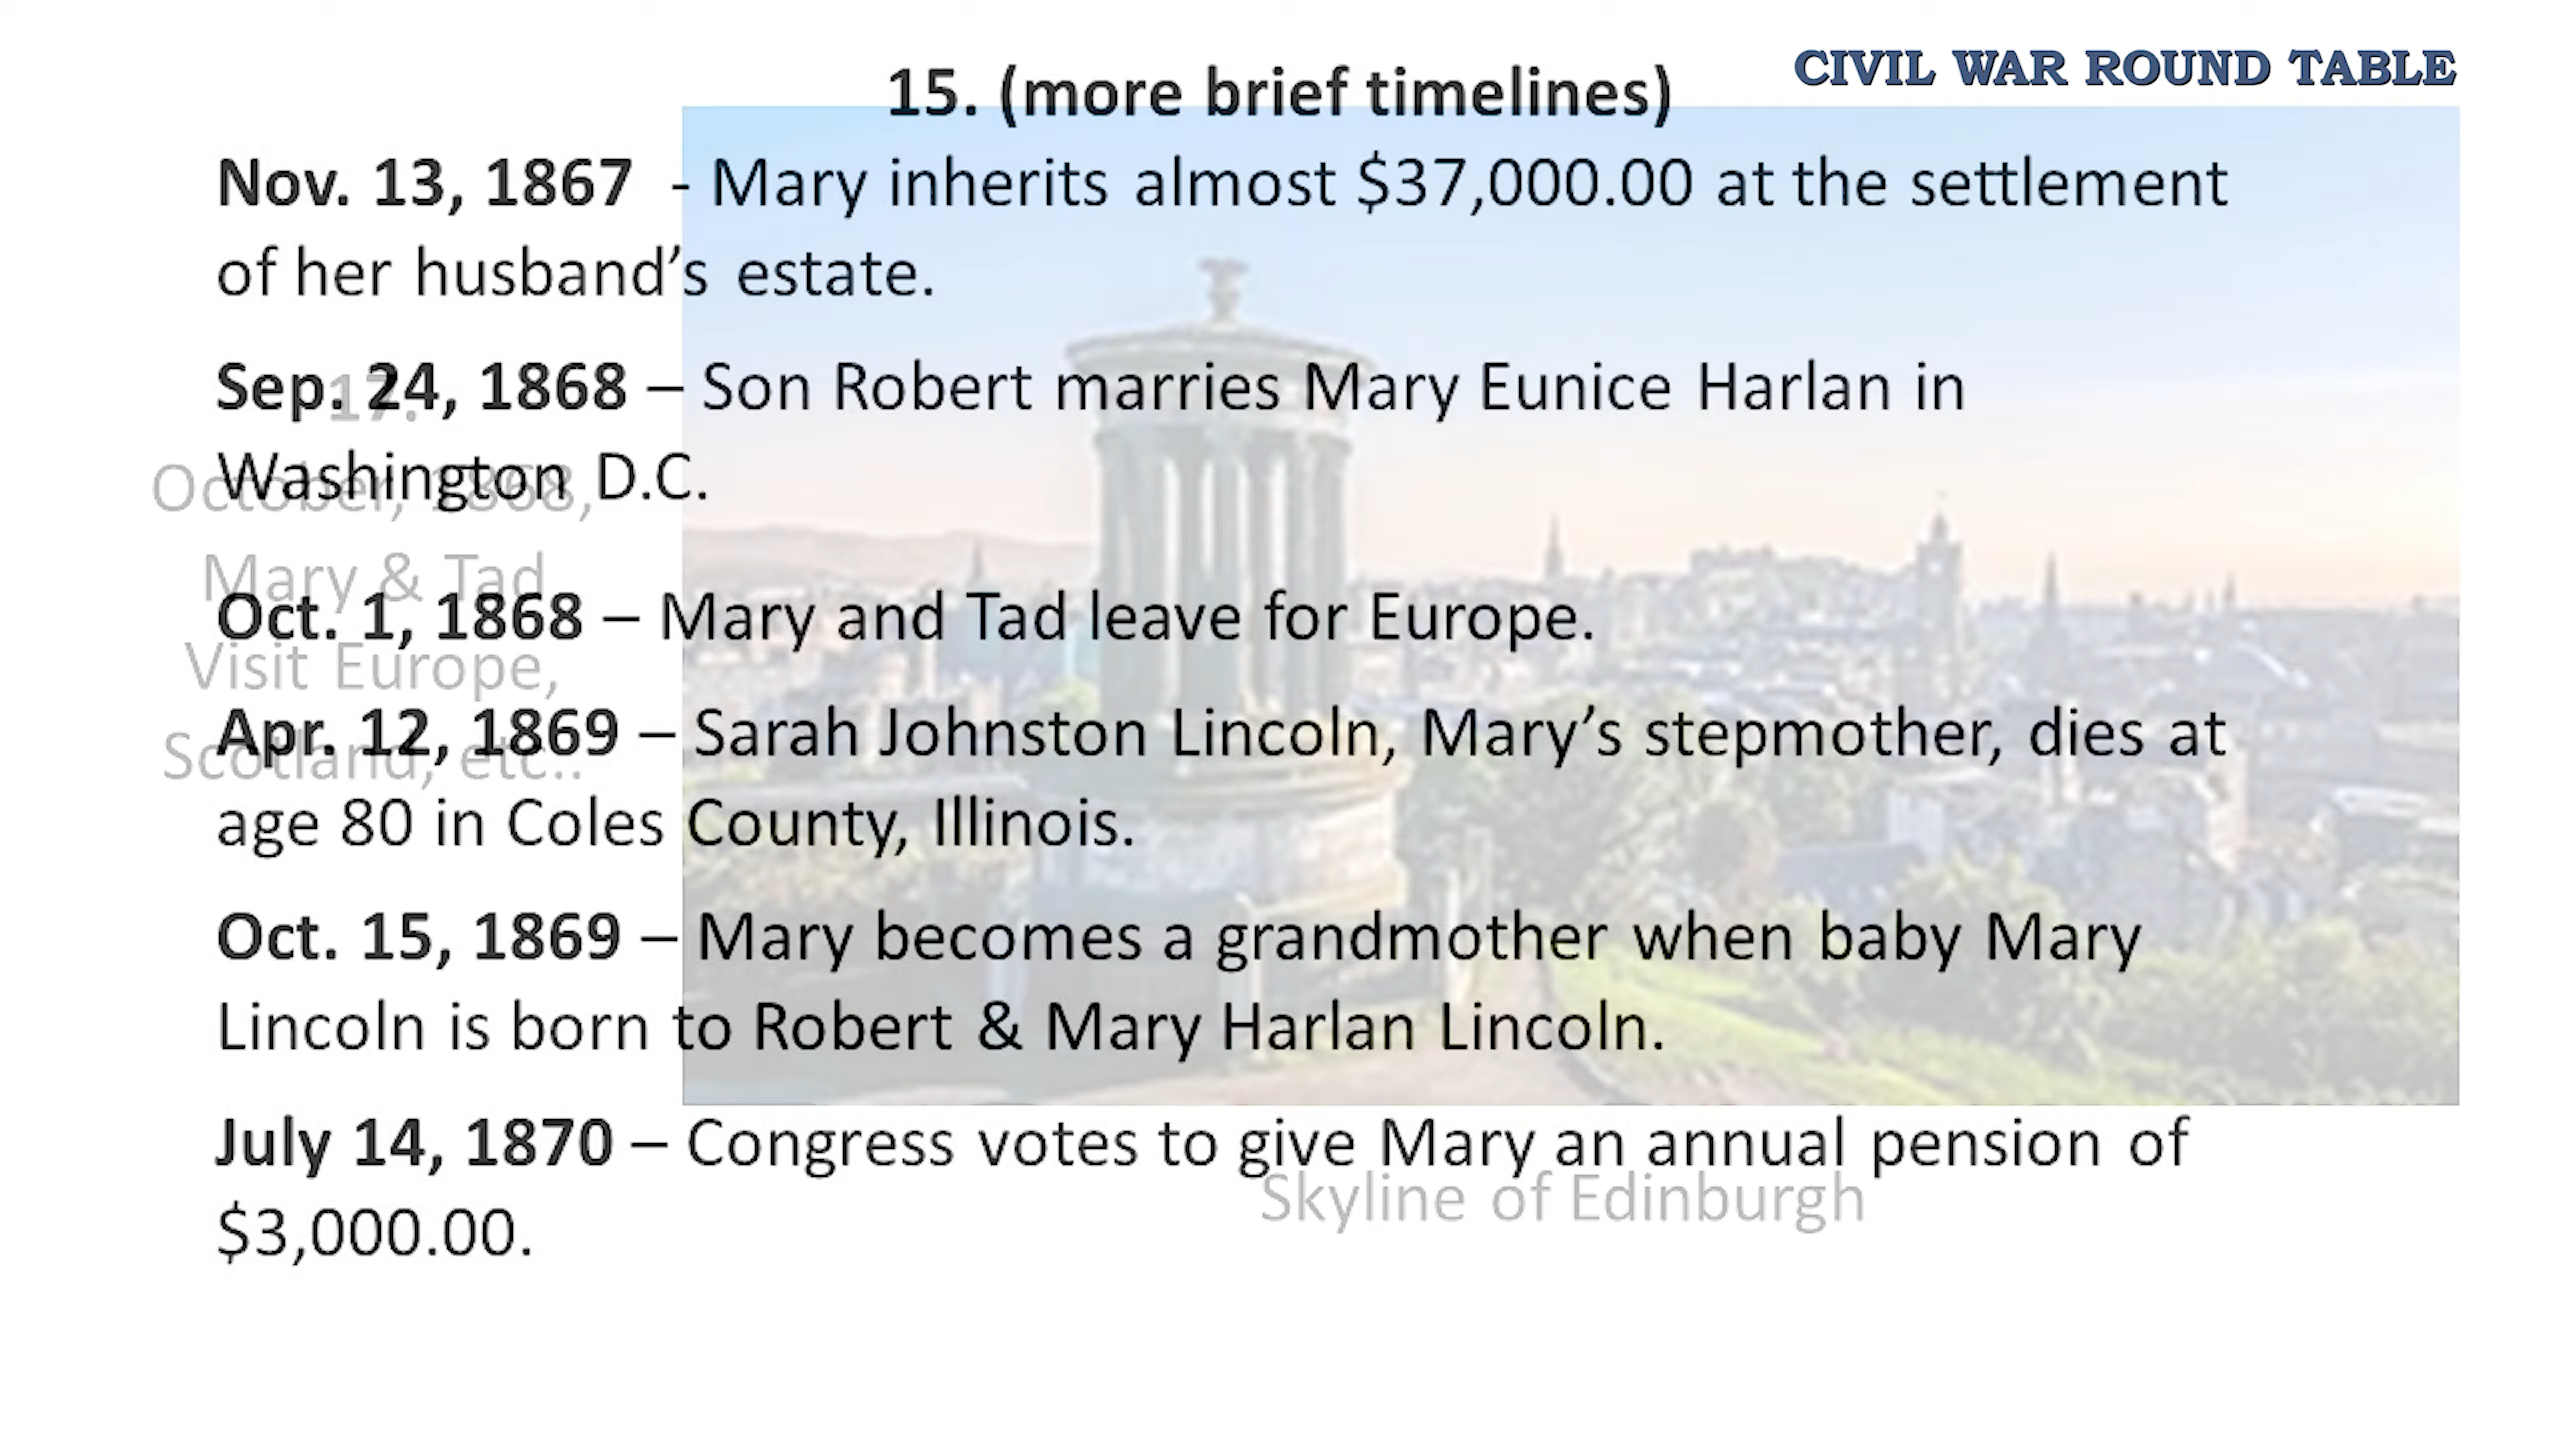 CIVIL WAR ROUND TABLE
15. (more brief timelines)
Nov. 13, 1867 - Mary inherits almost $37,000.00 at the settlement
of her husband’s estate.
Sep. 24, 1868 – Son Robert marries Mary Eunice Harlan in
Washington D.C.
Oct. 1, 1868 – Mary and Tad leave for Europe.
Apr. 12, 1869 – Sarah Johnston Lincoln, Mary’s stepmother, dies at
age 80 in Coles County, Illinois.
Oct. 15, 1869 – Mary becomes a grandmother when baby Mary
Lincoln is born to Robert & Mary Harlan Lincoln.
July 14, 1870 – Congress votes to give Mary an annual pension of
$3,000.00.
17.
October, 1868,
Mary & Tad
Visit Europe,
Scotland, etc..
Skyline of Edinburgh